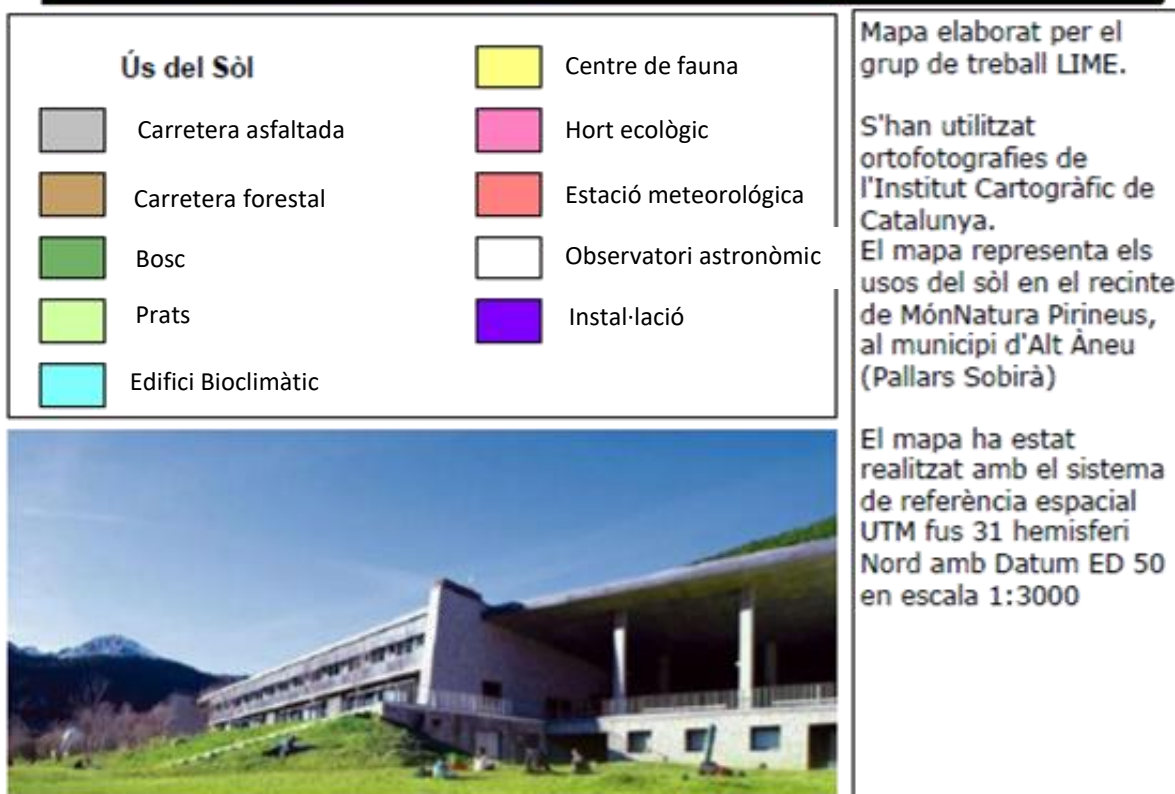 Ús del Sòl
Carretera asfaltada
Carretera forestal
Bosc
Prats
Edifici Bioclimàtic
Centre de fauna
Hort ecològic
Estació meteorológica
Observatori astronòmic
Instal·lació
Mapa elaborat per el
grup de treball LIME.
S'han utilitzat
ortofotografies de
l'Institut Cartogràfic de
Catalunya.
El mapa representa els
usos del sòl en el recinte
de MónNatura Pirineus,
al municipi d'Alt Àneu
(Pallars Sobirà)
El mapa ha estat
realitzat amb el sistema
de referència espacial
UTM fus 31 hemisferi
Nord amb Datum ED 50
en escala 1:3000